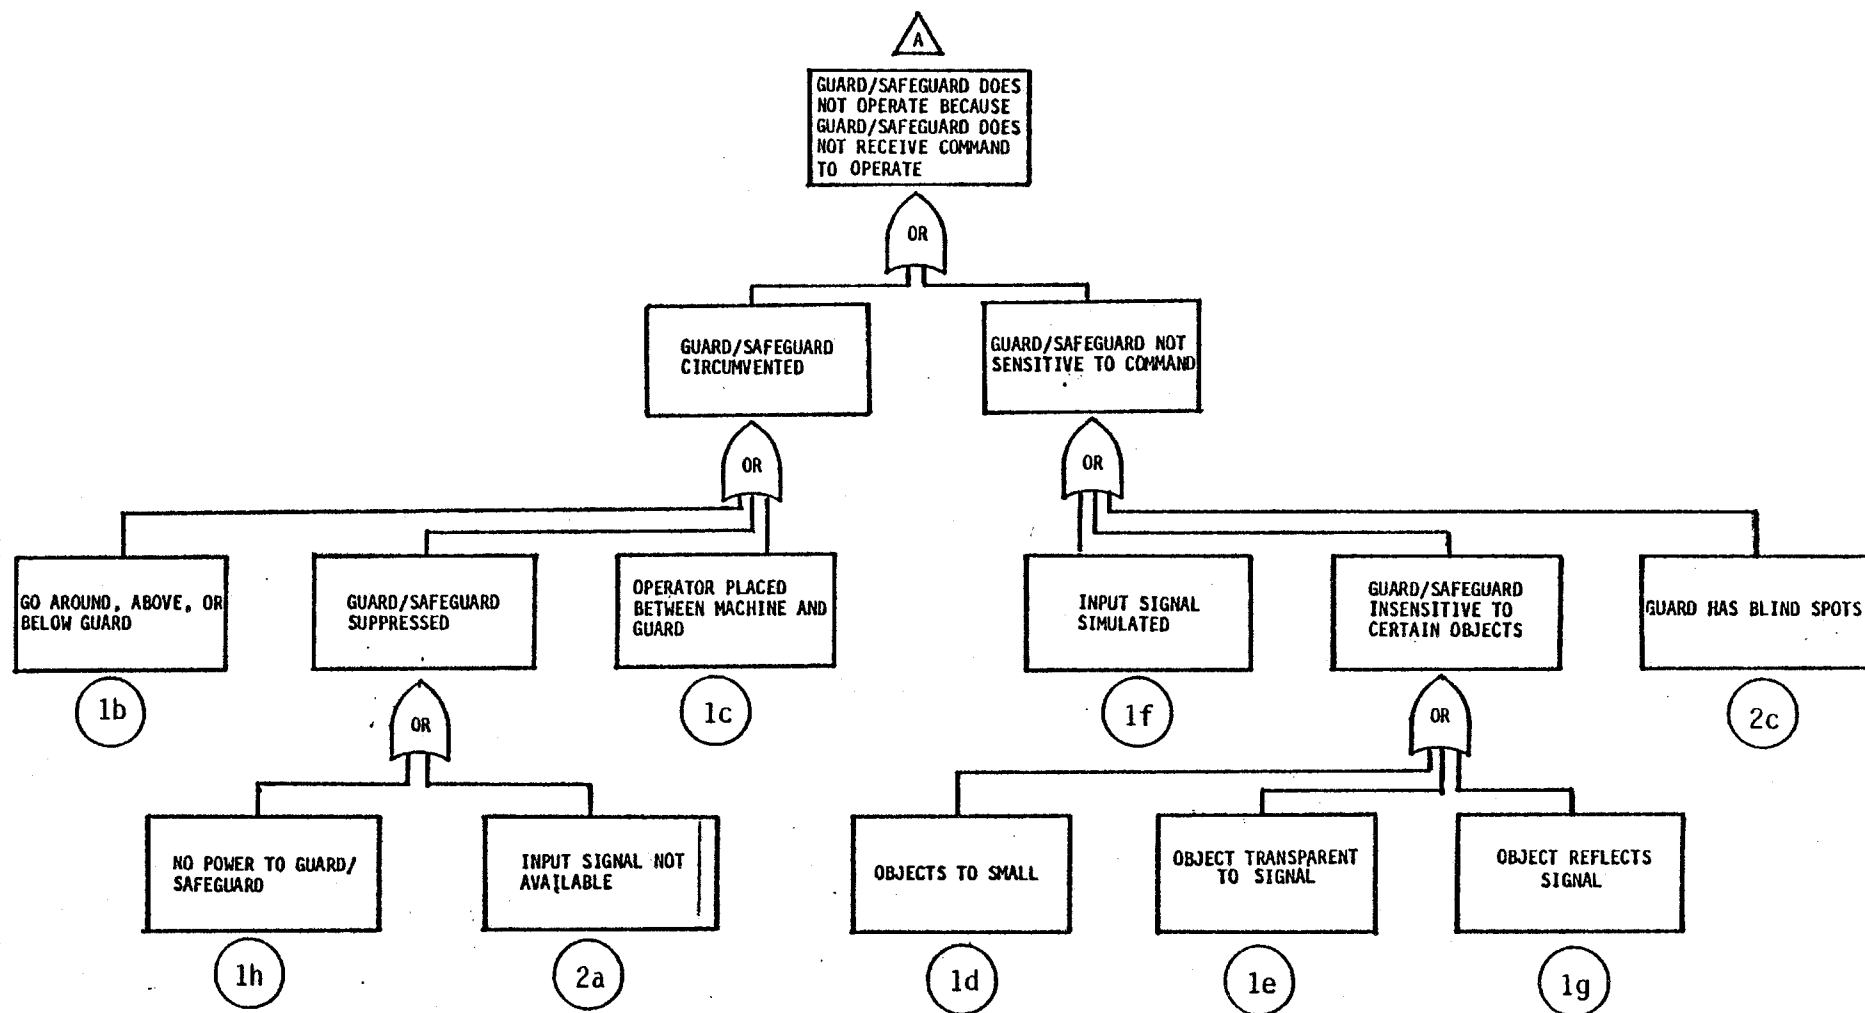 A
GUARD/SAFEGUARD DOES
NOT OPERATE BECAUSE
GUARD/SAFEGUARD DOES
NOT RECEIVE COMMAND
TO OPERATE
OR
GUARD/SAFEGUARD
CIRCUMVENTED
GUARD/SAFEGUARD NOT
SENSITIVE TO COMMAND
OR
OR
GO AROUND, ABOVE, OR
BELOW GUARD
GUARD/SAFEGUARD
SUPPRESSED
OPERATOR PLACED
BETWEEN MACHINE AND
GUARD
INPUT SIGNAL
SIMULATED
GUARD/SAFEGUARD
INSENSITIVE TO
CERTAIN OBJECTS
GUARD HAS BLIND SPOTS
1b
OR
1c
1f
OR
2c
NO POWER TO GUARD/
SAFEGUARD
INPUT SIGNAL NOT
AVAILABLE
OBJECTS TO SMALL
OBJECT TRANSPARENT
TO SIGNAL
OBJECT REFLECTS
SIGNAL
1h
2a
1d
1e
1g